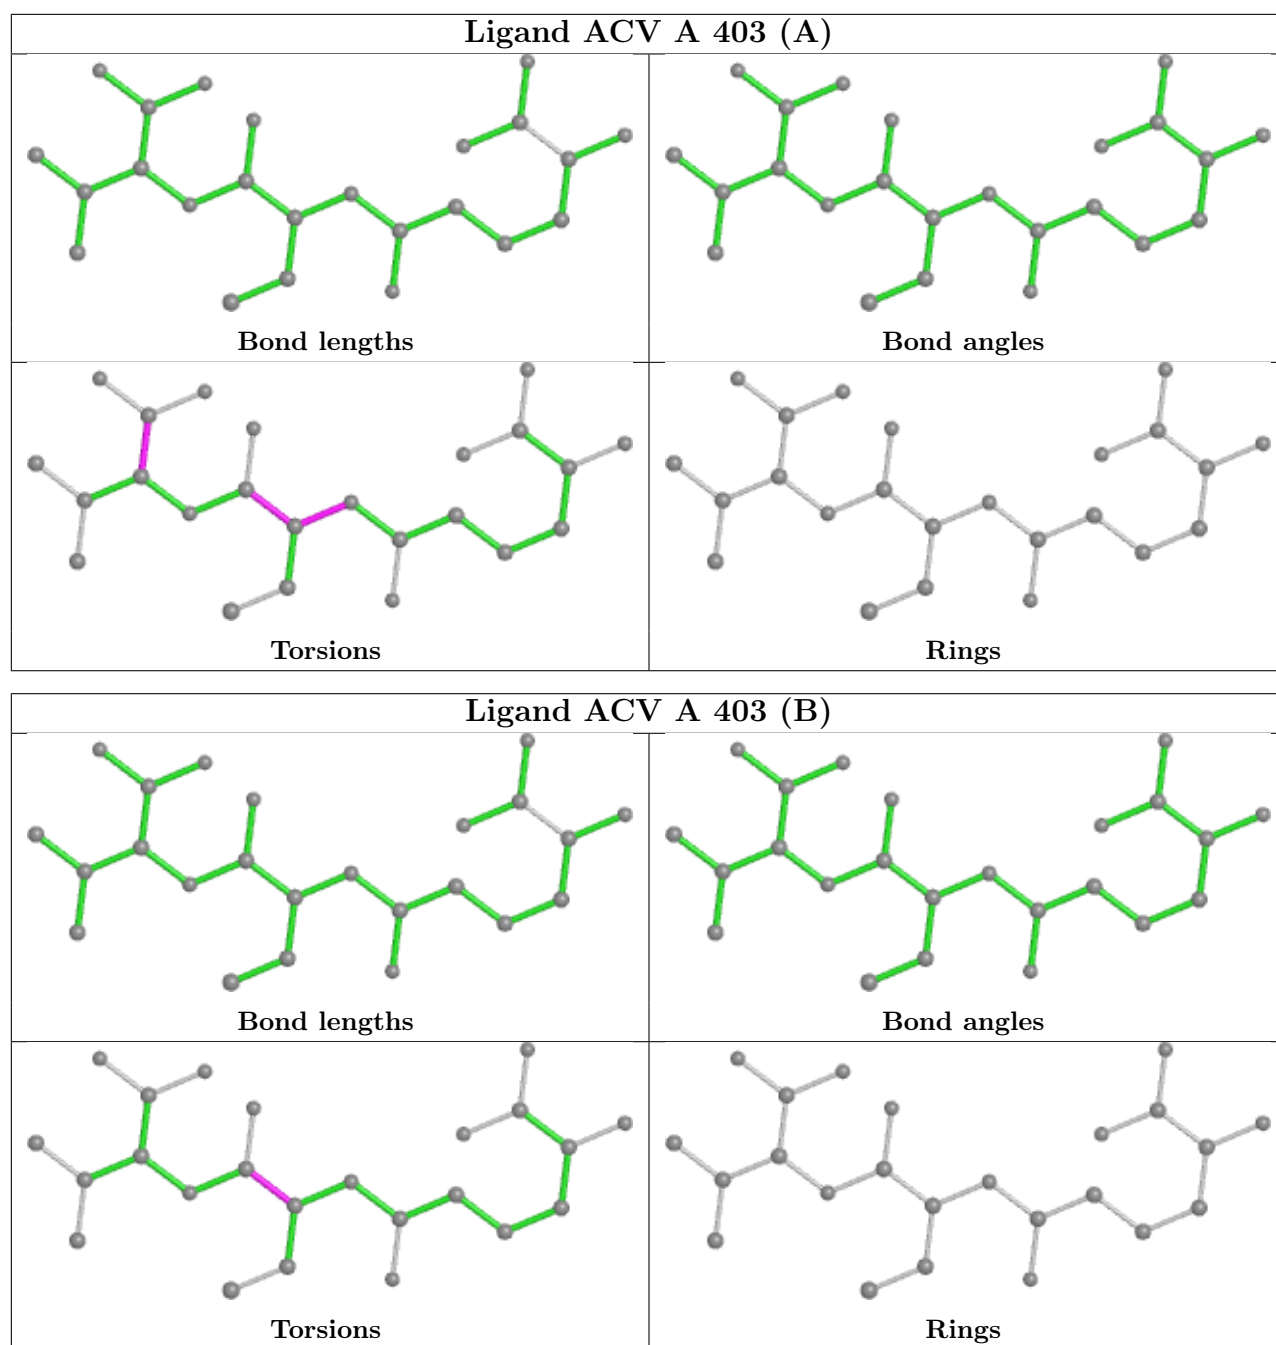 Ligand ACV A 403 (A)
Bond lengths
Bond angles
Torsions
Rings
Ligand ACV A 403 (B)
Bond lengths
Bond angles
Torsions
Rings